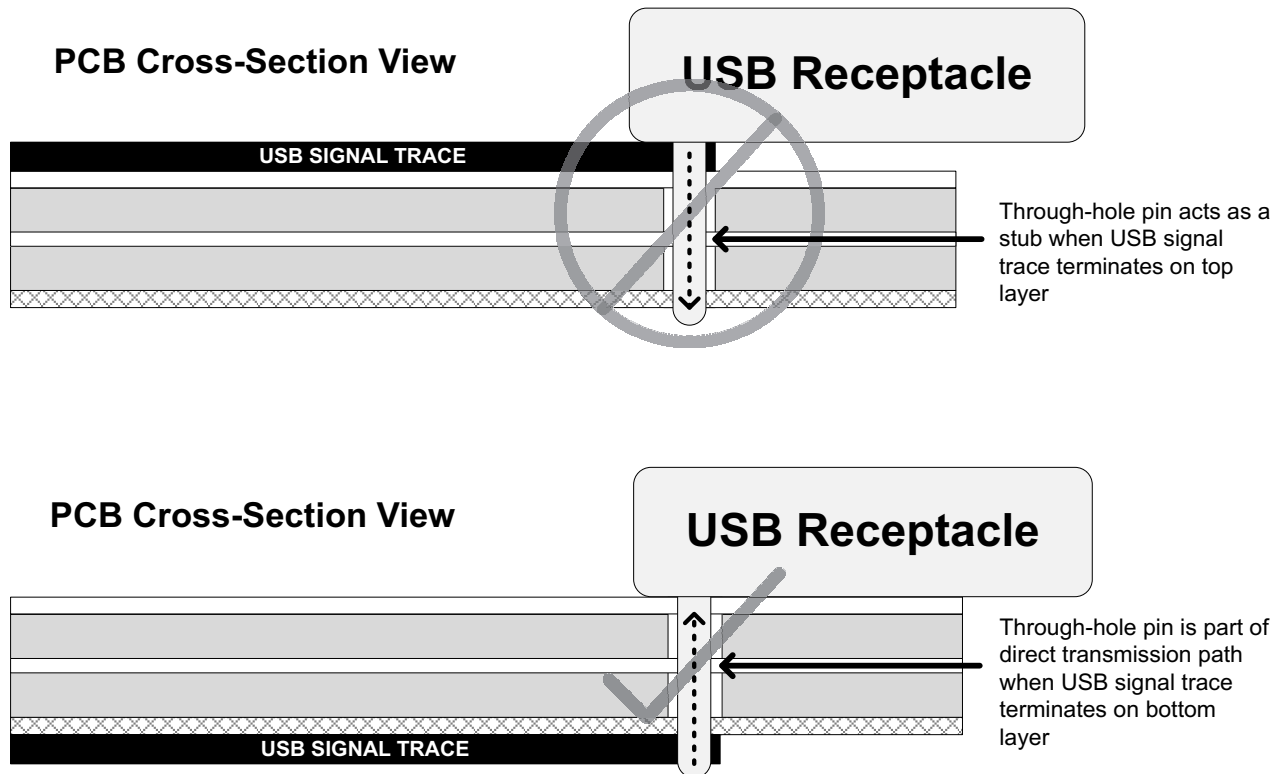 PCB Cross-Section View
USB Receptacle
USB SIGNAL TRACE
Through-hole pin acts as a
stub when USB signal
trace terminates on top
layer
PCB Cross-Section View
USB Receptacle
Through-hole pin is part of
direct transmission path
when USB signal trace
terminates on bottom
layer
USB SIGNAL TRACE